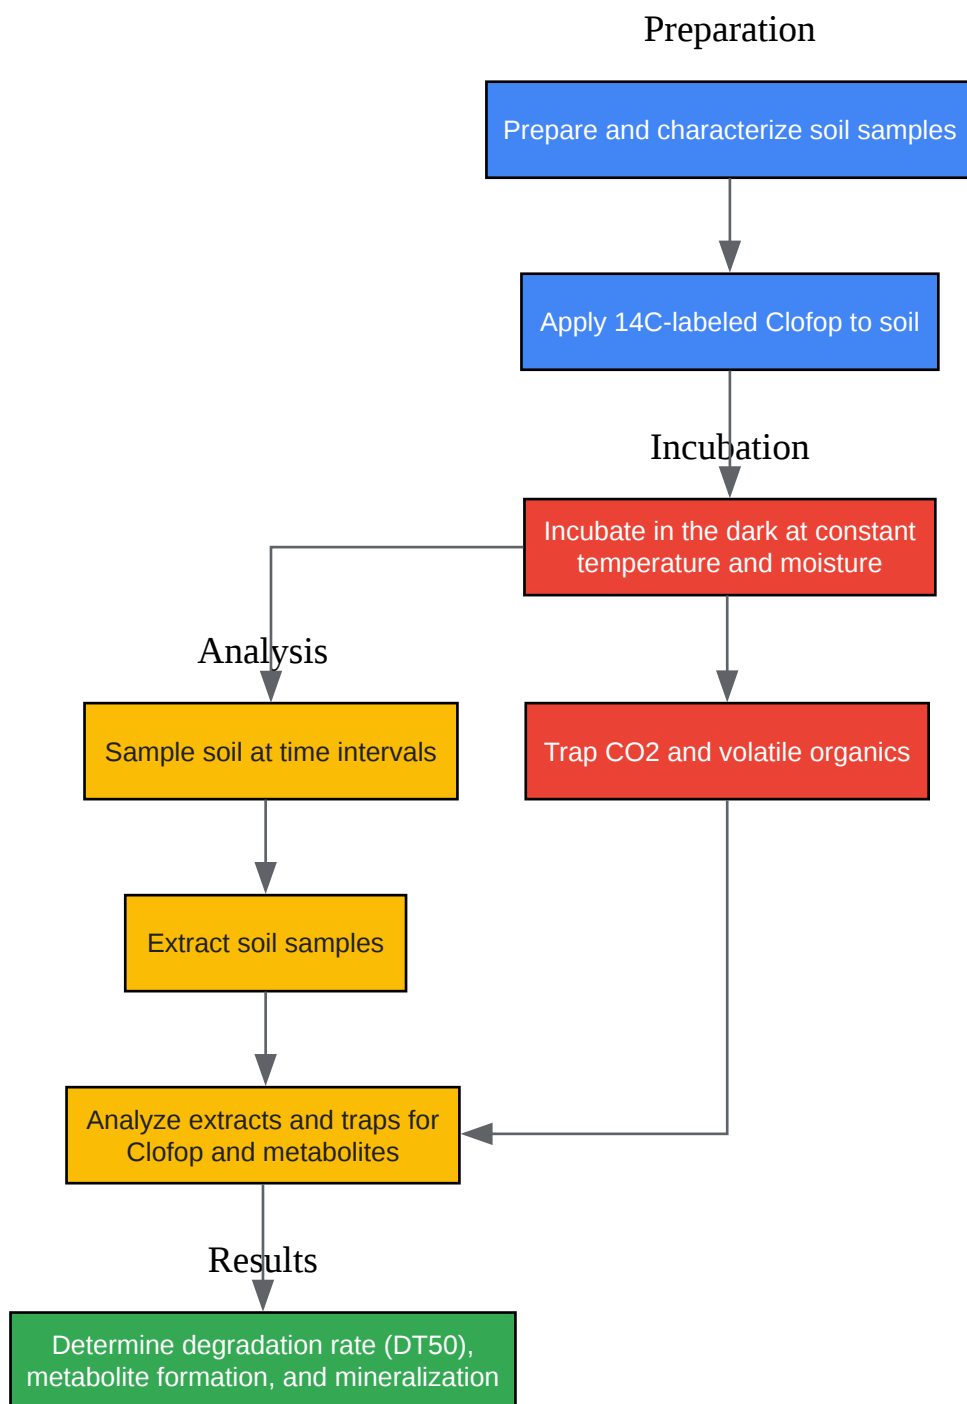 Preparation
Prepare and characterize soil samples
Apply 14C-labeled Clofop to soil
Incubation
Incubate in the dark at constant
temperature and moisture
Analysis
Sample soil at time intervals
Trap CO2 and volatile organics
Extract soil samples
Analyze extracts and traps for
Clofop and metabolites
Results
Determine degradation rate (DT50),
metabolite formation, and mineralization